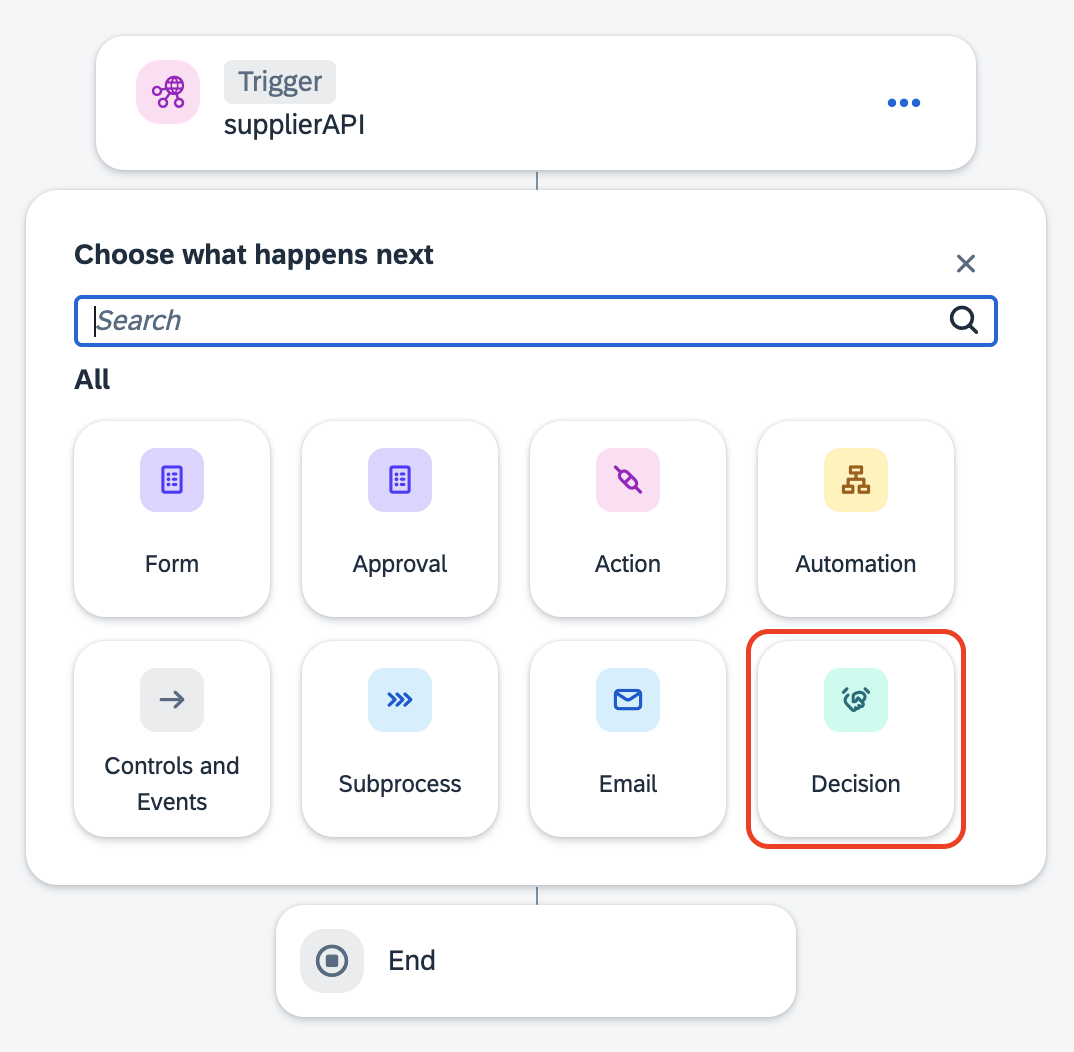 Trigger
supplierAPI
Choose what happens next
Search
All
Form
Approval
Action
Automation
Controls and
Events
Subprocess
Email
Decision
End